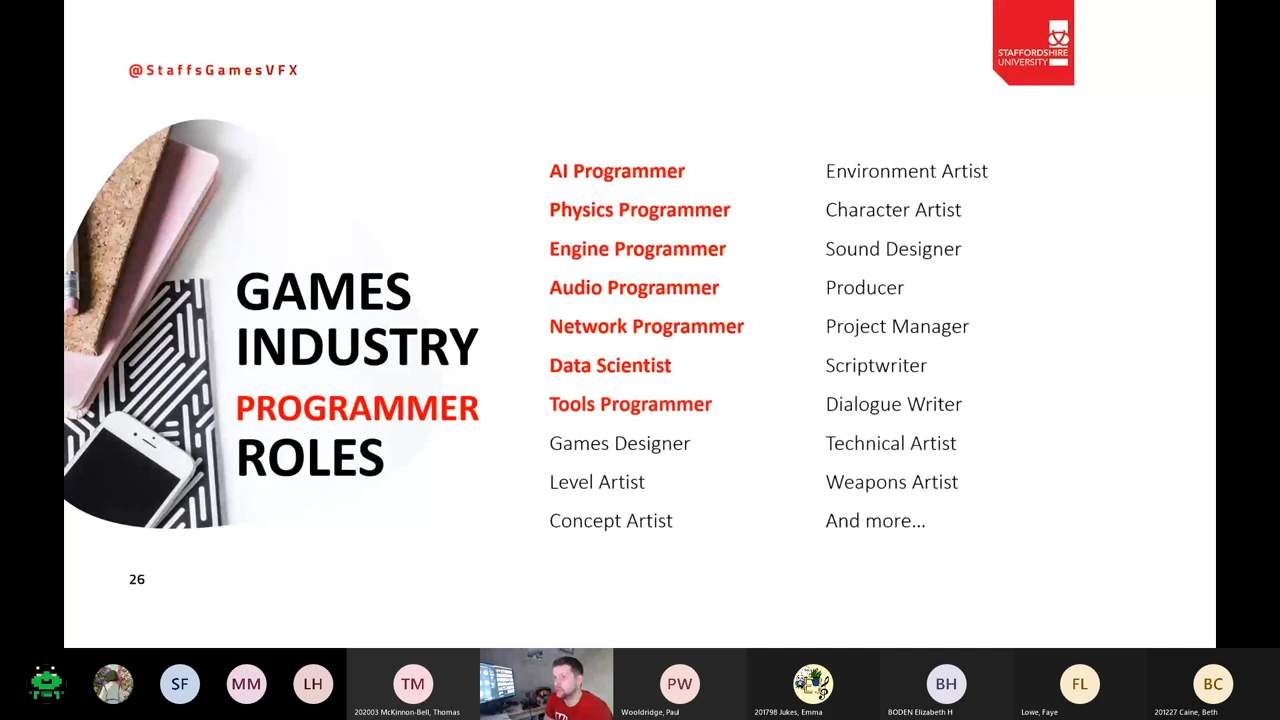 @StaffsGamesVFX
STAFFORDSHIRE
UNIVERSITY
GAMES
INDUSTRY
PROGRAMMER
ROLES
AI Programmer
Physics Programmer
Engine Programmer
Audio Programmer
Network Programmer
Data Scientist
Tools Programmer
Games Designer
Level Artist
Concept Artist
Environment Artist
Character Artist
Sound Designer
Producer
Project Manager
Scriptwriter
Dialogue Writer
Technical Artist
Weapons Artist
And more...
26
SF
MM
LH
TM
202003 McKinnon-Bell, Thomas
PW
Wooldridge, Paul
201798 Jukes, Emma
BH
BODEN Elizabeth H
FL
Lowe, Faye
BC
201227 Caine, Beth